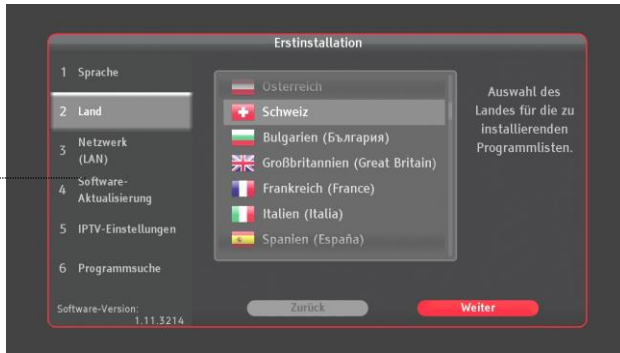 Erstinstallation
1 Sprache
2 Land
3 Netzwerk
(LAN)
4 Software-
Aktualisierung
5 IPTV-Einstellungen
6 Programmsuche
Software-Version:
1.11.3214
Österreich
Schweiz
Bulgarien (България)
Großbritannien (Great Britain)
Frankreich (France)
Italien (Italia)
Spanien (España)
Auswahl des
Landes für die zu
installierenden
Programmlisten.
Zurück
Weiter